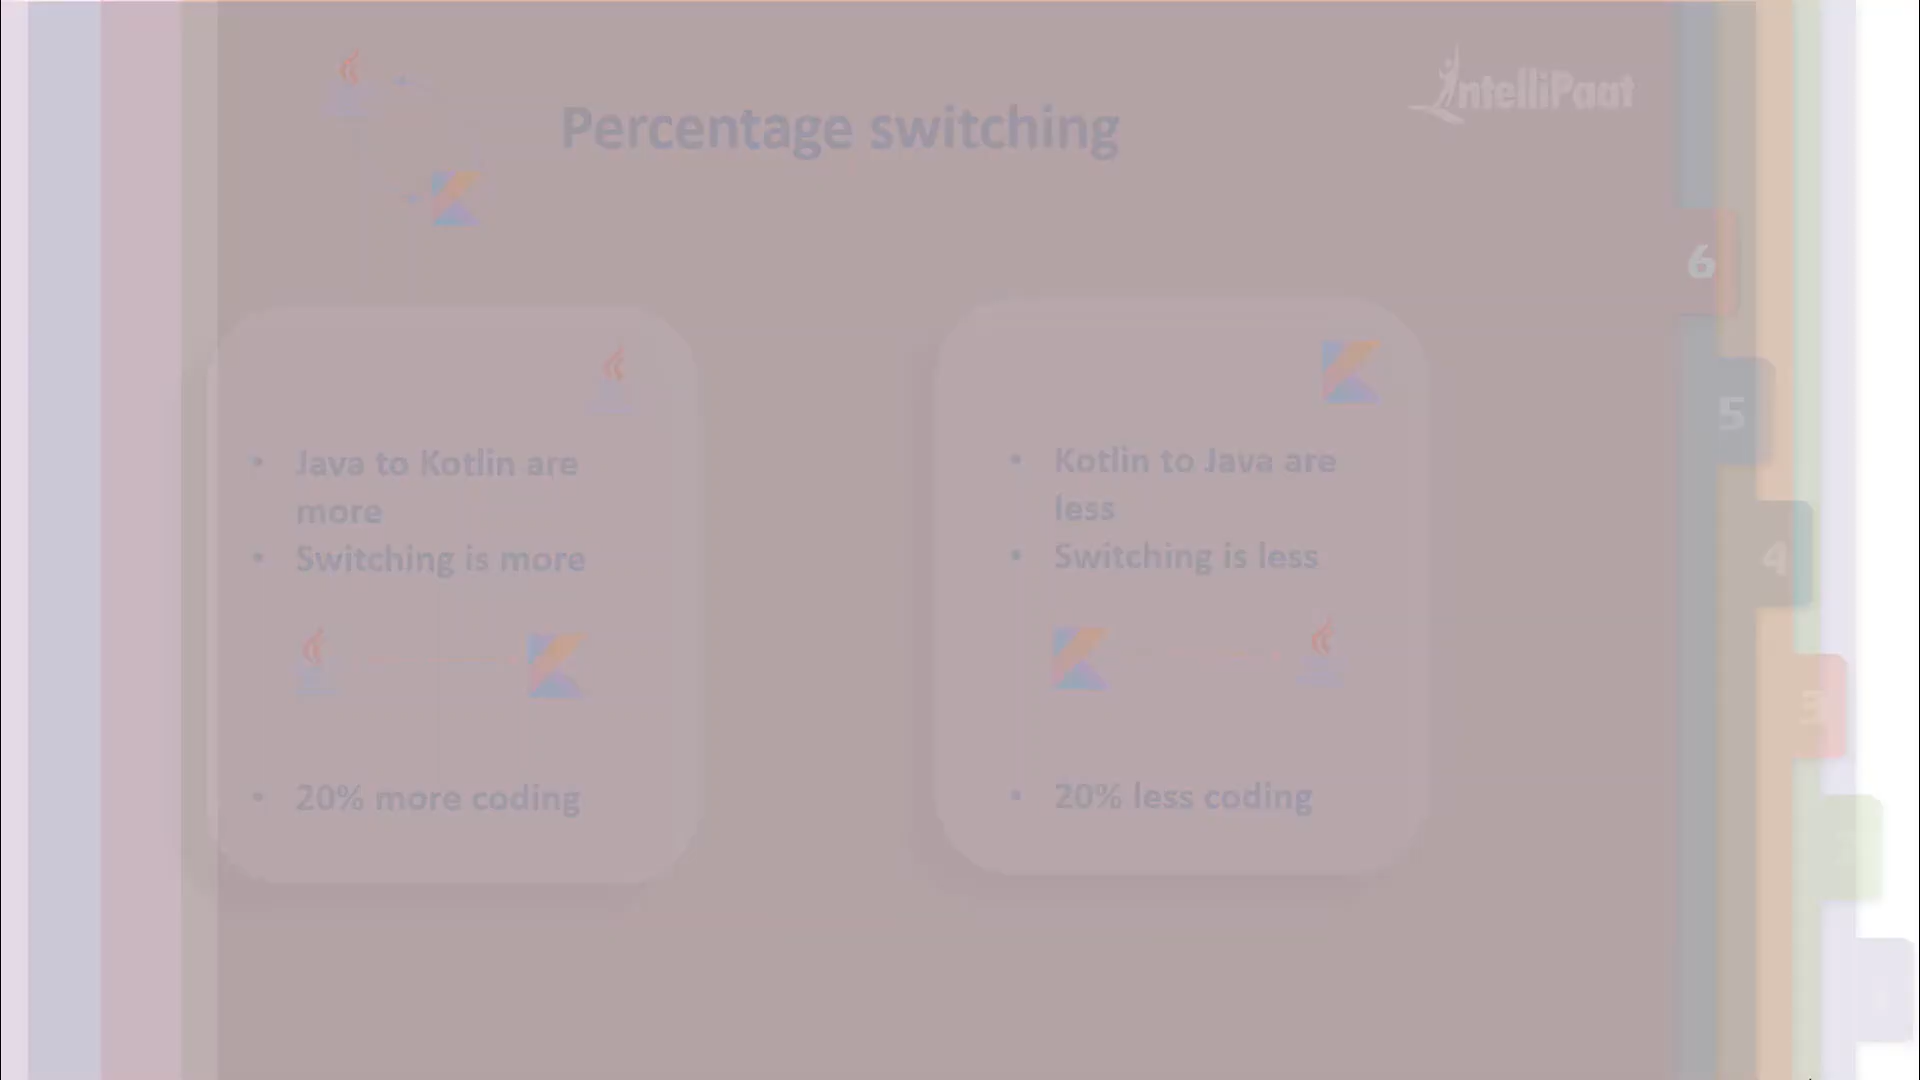 IntelliPaat
Percentage switching
6
5
4
3
• Java to Kotlin are
more
• Switching is more
• 20% more coding
• Kotlin to Java are
less
• Switching is less
• 20% less coding